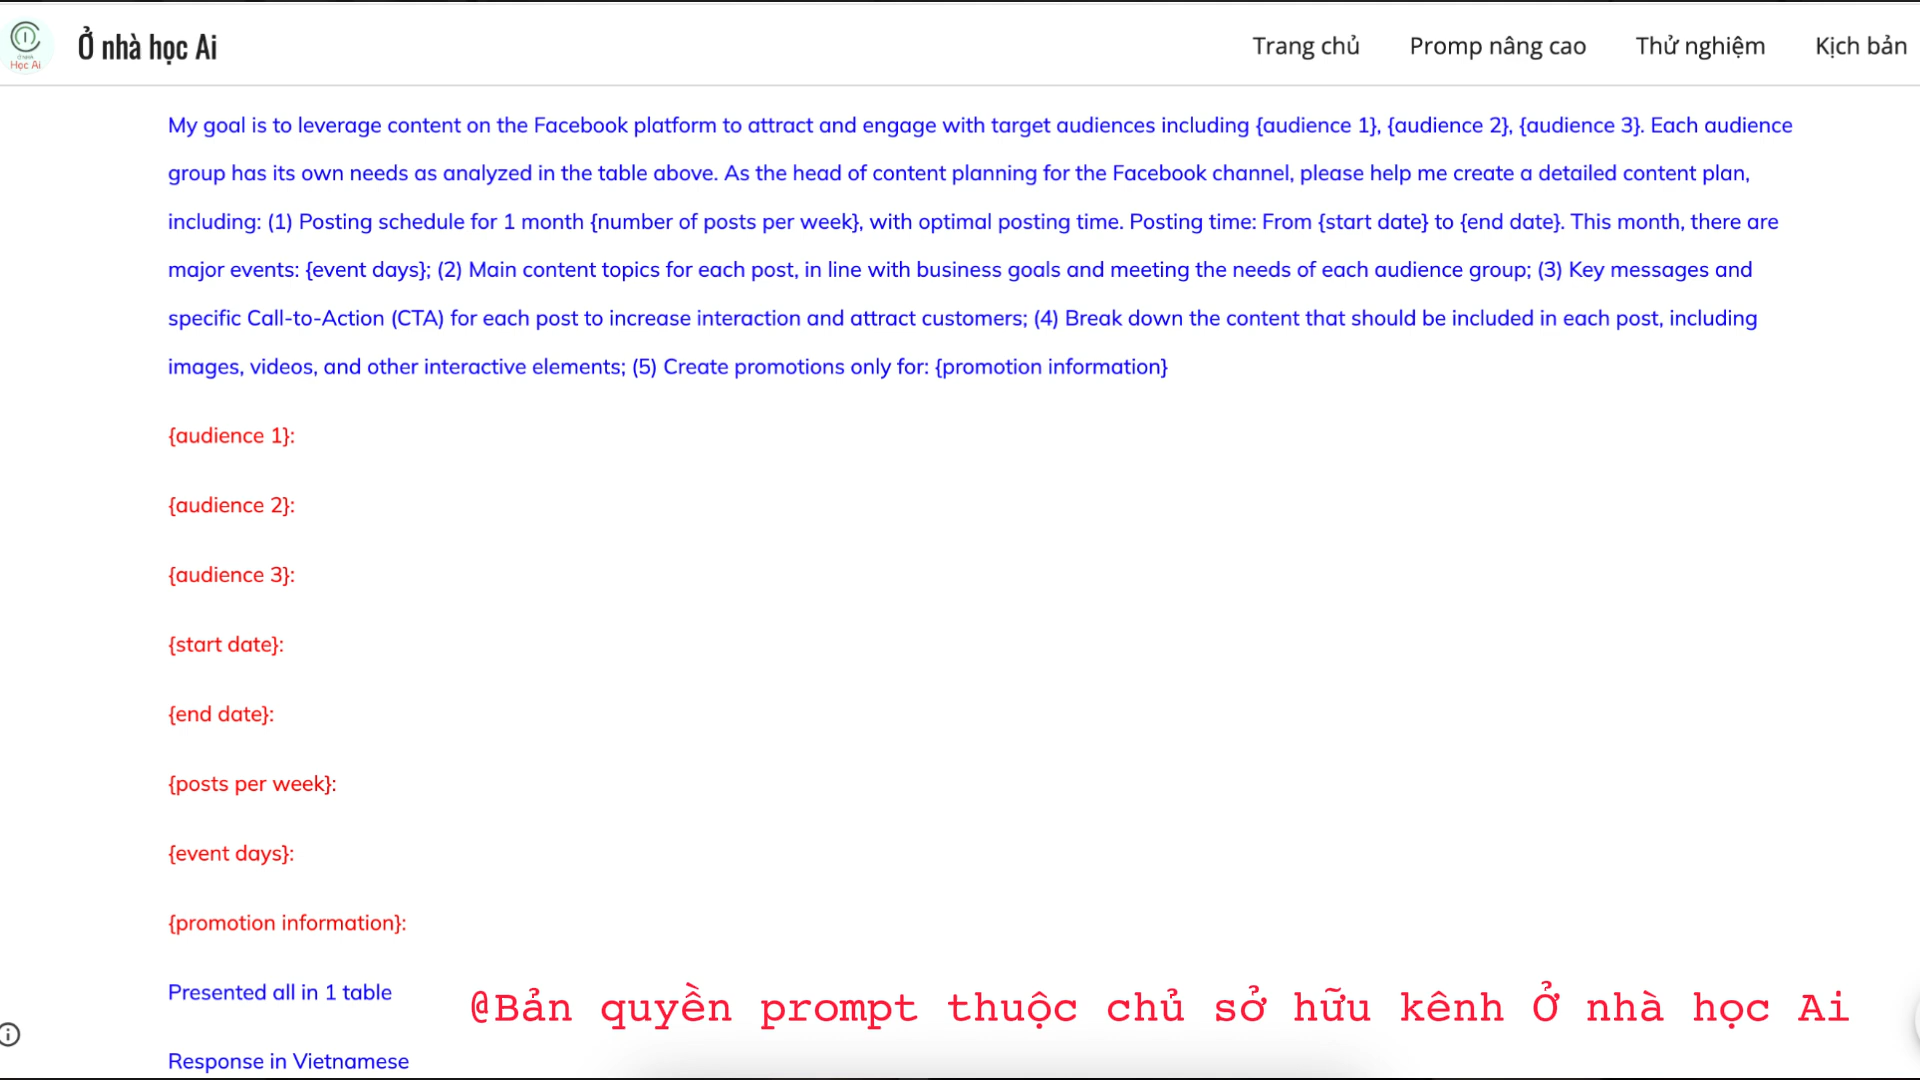 Ở nhà học Ai
Ở NHÀ
Học Ai
Trang chủ
Promp nâng cao
Thử nghiệm
Kịch bản
My goal is to leverage content on the Facebook platform to attract and engage with target audiences including {audience 1}, {audience 2}, {audience 3}. Each audience
group has its own needs as analyzed in the table above. As the head of content planning for the Facebook channel, please help me create a detailed content plan,
including: (1) Posting schedule for 1 month {number of posts per week}, with optimal posting time. Posting time: From {start date} to {end date}. This month, there are
major events: {event days}; (2) Main content topics for each post, in line with business goals and meeting the needs of each audience group; (3) Key messages and
specific Call-to-Action (CTA) for each post to increase interaction and attract customers; (4) Break down the content that should be included in each post, including
images, videos, and other interactive elements; (5) Create promotions only for: {promotion information}
{audience 1}:
{audience 2}:
{audience 3}:
{start date}:
{end date}:
{posts per week}:
{event days}:
{promotion information}:
Presented all in 1 table
@Bản quyền prompt thuộc chủ sở hữu kênh Ở nhà học Ai
Response in Vietnamese